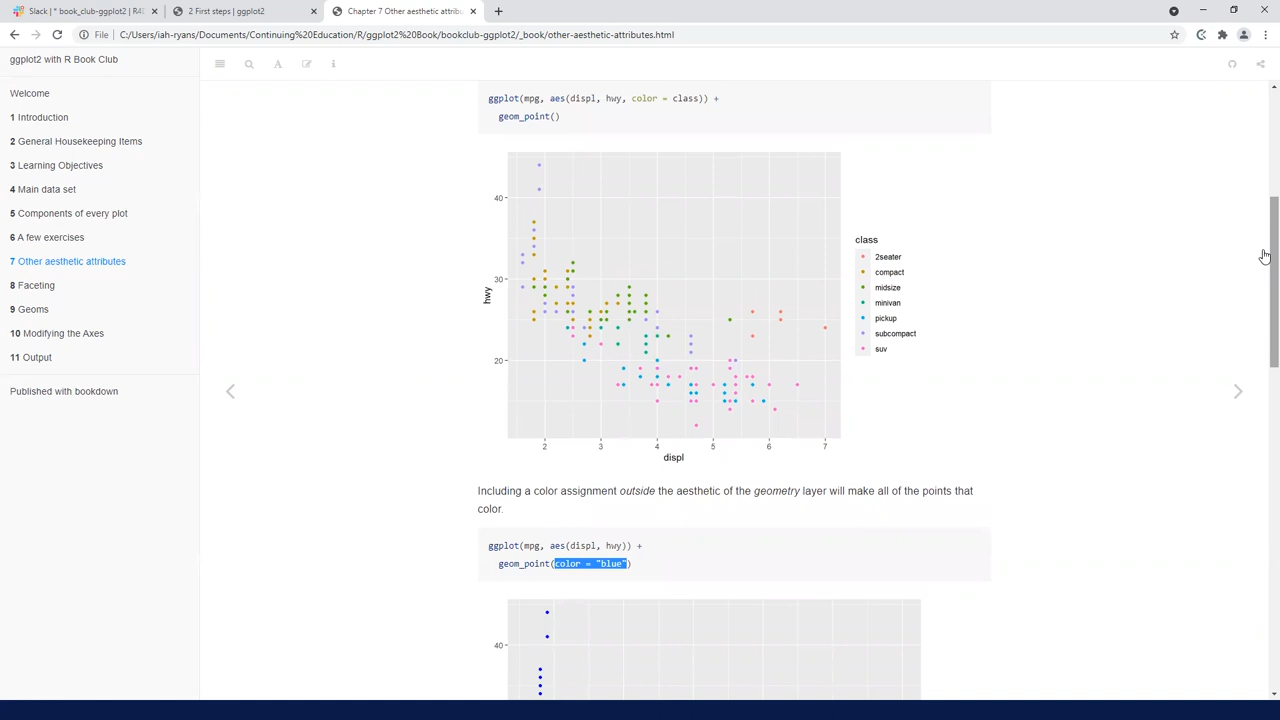 Slack | * book_club-ggplot2 | R4D
2 First steps | ggplot2
Chapter 7 Other aesthetic attribu
File
C:/Users/iah-ryans/Documents/Continuing%20Education/R/ggplot2%20Book/bookclub-ggplot2/_book/other-aesthetic-attributes.html
ggplot2 with R Book Club
Welcome
1 Introduction
2 General Housekeeping Items
3 Learning Objectives
4 Main data set
5 Components of every plot
6 A few exercises
7 Other aesthetic attributes
8 Faceting
9 Geoms
10 Modifying the Axes
11 Output
Published with bookdown
ggplot(mpg, aes(displ, hwy, color = class)) +
geom_point()
40
30
20
hwy
2
3
4
5
6
7
displ
class
2seater
compact
midsize
minivan
pickup
subcompact
suv
Including a color assignment outside the aesthetic of the geometry layer will make all of the points that
color.
ggplot(mpg, aes(displ, hwy)) +
geom_point(color = "blue")
40